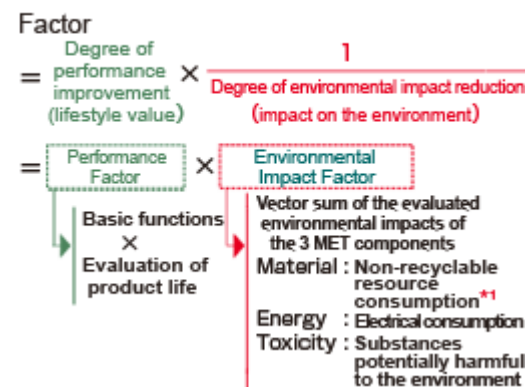 Factor
= Degree of performance improvement (lifestyle value) × 1 / Degree of environmental impact reduction (impact on the environment)
= Performance Factor × Environmental Impact Factor
Basic functions
×
Evaluation of
product life
Vector sum of the evaluated
environmental impacts of
the 3 MET components
Material : Non-recyclable
resource
consumption*1
Energy : Electrical consumption
Toxicity : Substances
potentially harmful
to the environment